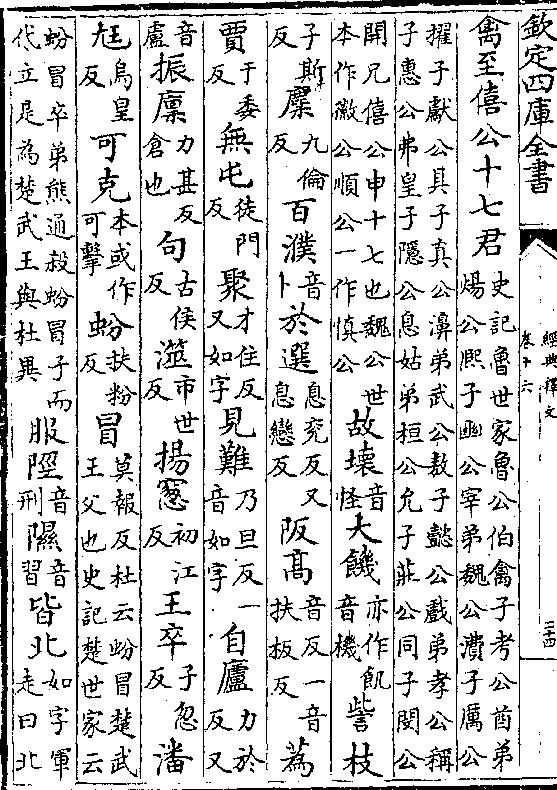 欽定四庫全書
經典釋文
卷十六
二十四
禽至僖公十七君史記魯世家魯公伯禽子考公酋弟煬公熙子幽公宰弟魏公㵒子厲公
擢子獻公具子真公濞弟武公敖子懿公戲弟孝公稱子惠公弗皇子隱公息姑弟桓公允子莊公同子閔公
開兄僖公申十七也魏公世本作徽公順公一作慎公故壞音怪大饑亦作飢音機訾枝
子斯反麇九倫反百濮音卜於選息兗反又息戀反阪高音反一音扶板反蒍
賈于委反無屯徒門反聚才住反又如字見難乃旦反一音如字自廬力於反又
音盧振廩力甚反倉也句古侯反澨市世反揚窻初江反王卒子忽反潘
尫烏皇反可克本或作可擊蚡扶粉反冒莫報反杜云蚡冒楚武王父也史記楚世家云
蚡冒卒弟熊通殺蚡冒子而代立是為楚武王與杜異服陘音刑隰音習皆北如字軍走曰北